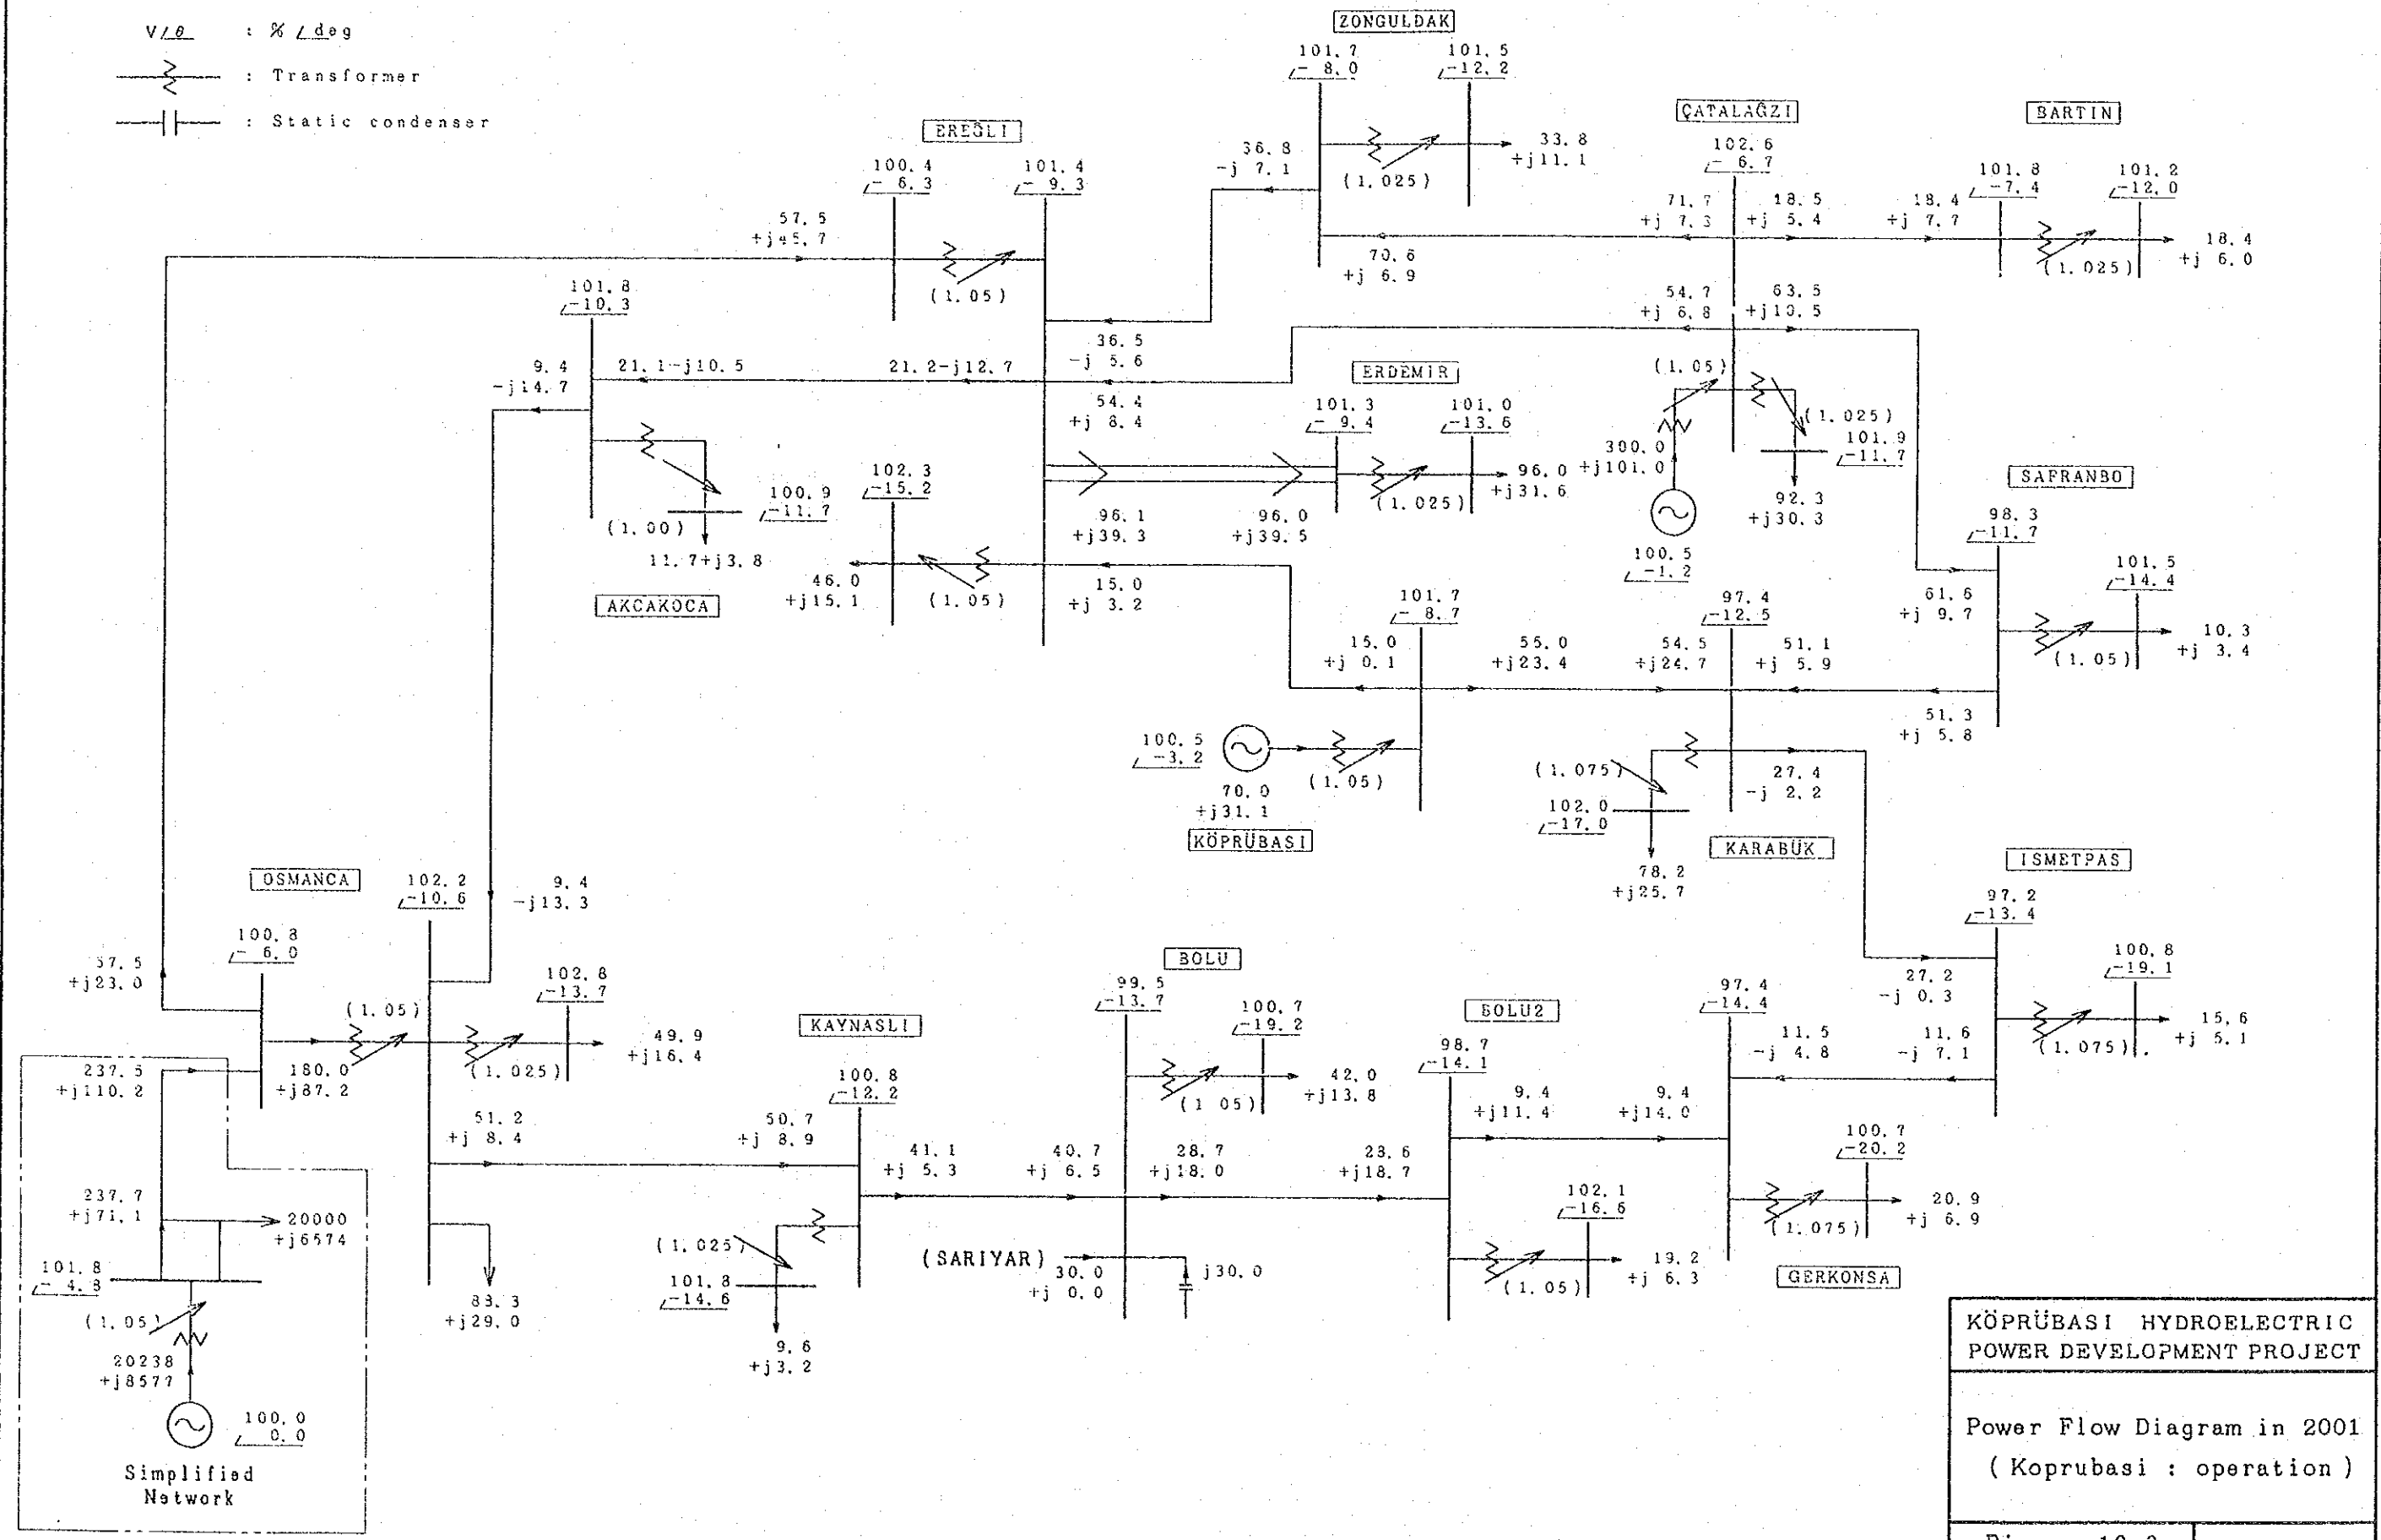 V/θ : % / deg
: Transformer
: Static condenser
ZONGULDAK
101.7
/- 8.0
101.5
/-12.2
36.8
-j 7.1
(1.025)
33.8
+j11.1
70.6
+j 6.9
ÇATALAĞZI
102.6
/- 6.7
71.7
+j 7.3
18.5
+j 5.4
18.4
+j 7.7
BARTIN
101.8
/-7.4
101.2
/-12.0
(1.025)
18.4
+j 6.0
EREĞLI
100.4
/- 6.3
101.4
/- 9.3
57.5
+j45.7
(1.05)
36.5
-j 5.6
54.7
+j 6.8
63.5
+j10.5
101.8
/-10.3
9.4
-j14.7
21.1-j10.5
21.2-j12.7
54.4
+j 8.4
(1.00)
100.9
/-11.7
11.7+j3.8
AKCAKOCA
102.3
/-15.2
46.0
+j15.1
(1.05)
96.1
+j39.3
96.0
+j39.5
15.0
+j 3.2
ERDEMIR
101.3
/- 9.4
101.0
/-13.6
(1.025)
96.0
+j31.6
(1.05)
300.0
+j101.0
100.5
/-1.2
(1.025)
101.9
/-11.7
92.3
+j30.3
SAFRANBO
98.3
/-11.7
101.5
/-14.4
61.6
+j 9.7
(1.05)
10.3
+j 3.4
51.3
+j 5.8
101.7
/- 8.7
15.0
+j 0.1
55.0
+j23.4
54.5
+j24.7
97.4
/-12.5
51.1
+j 5.9
100.5
/-3.2
70.0
+j31.1
(1.05)
KÖPRÜBASI
(1.075)
102.0
/-17.0
78.2
+j25.7
27.4
-j 2.2
KARABÜK
ISMETPAS
97.2
/-13.4
100.8
/-19.1
27.2
-j 0.3
(1.075)
15.6
+j 5.1
11.5
-j 4.8
11.6
-j 7.1
OSMANCA
102.2
/-10.6
9.4
-j13.3
100.8
/- 6.0
57.5
+j23.0
(1.05)
102.8
/-13.7
(1.025)
49.9
+j16.4
237.5
+j110.2
180.0
+j87.2
51.2
+j 8.4
50.7
+j 8.9
83.3
+j29.0
KAYNASLI
100.8
/-12.2
41.1
+j 5.3
40.7
+j 6.5
(1.025)
101.8
/-14.6
9.6
+j3.2
BOLU
99.5
/-13.7
100.7
/-19.2
(1.05)
42.0
+j13.8
28.7
+j18.0
28.6
+j18.7
(SARIYAR)
30.0
+j 0.0
j30.0
BOLU2
98.7
/-14.1
9.4
+j11.4
9.4
+j14.0
102.1
/-16.6
(1.05)
19.2
+j 6.3
97.4
/-14.4
100.7
/-20.2
(1.075)
20.9
+j 6.9
GERKONSA
237.7
+j71.1
20000
+j6574
101.8
/- 4.8
(1.05)
20238
+j8577
100.0
/ 0.0
Simplified
Network
KÖPRÜBASI HYDROELECTRIC
POWER DEVELOPMENT PROJECT
Power Flow Diagram in 2001
( Koprubasi : operation )